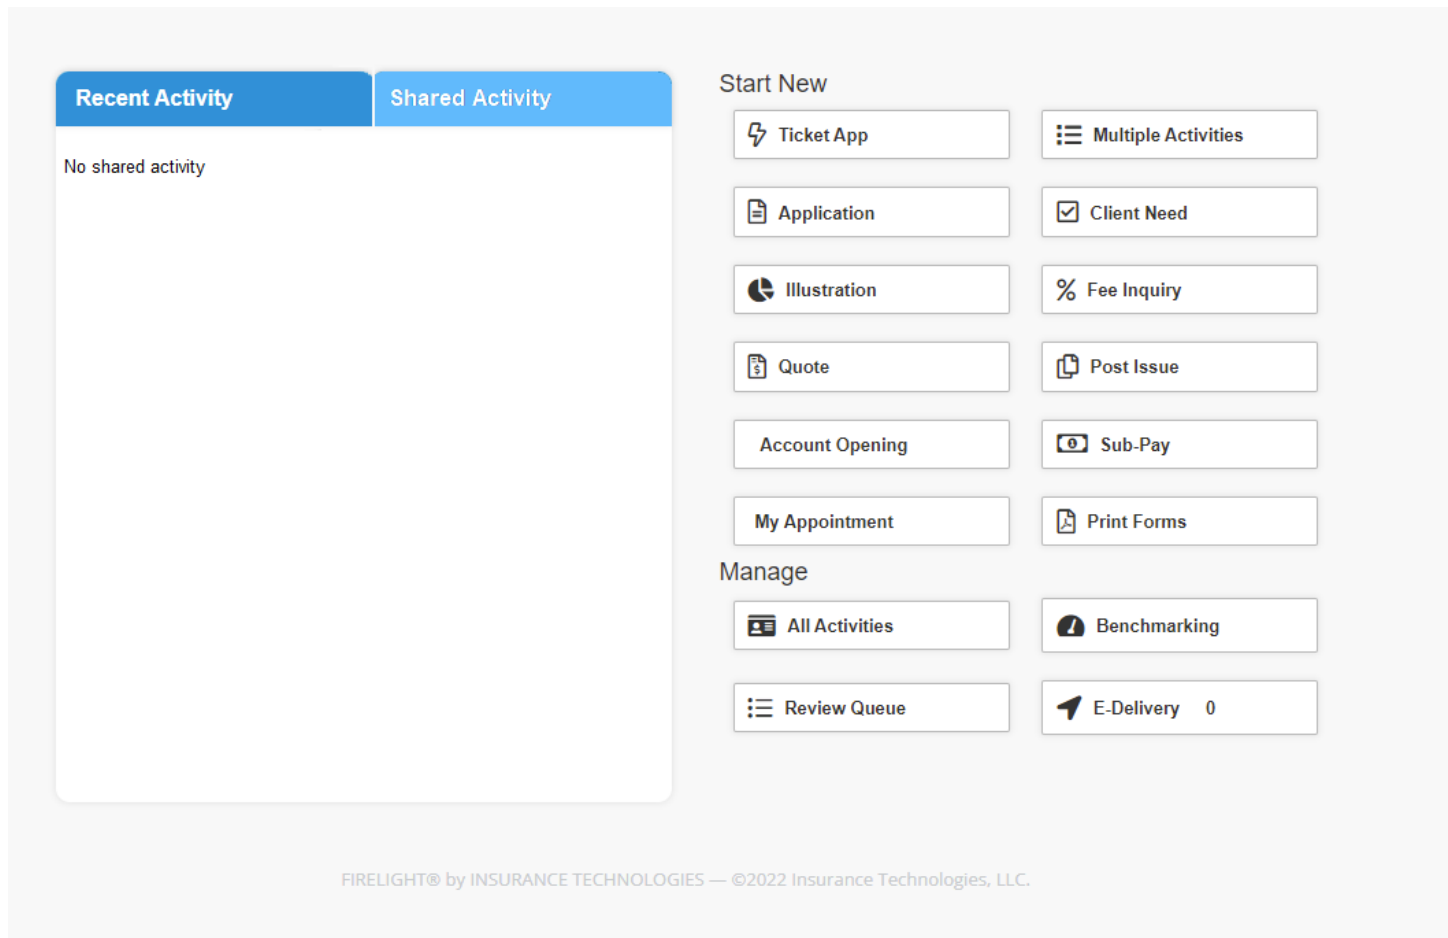 Recent Activity
Shared Activity
No shared activity
Start New
Ticket App
Multiple Activities
Application
Client Need
Illustration
Fee Inquiry
Quote
Post Issue
Account Opening
Sub-Pay
My Appointment
Print Forms
Manage
All Activities
Benchmarking
Review Queue
E-Delivery 0
FIRELIGHT® by INSURANCE TECHNOLOGIES — ©2022 Insurance Technologies, LLC.